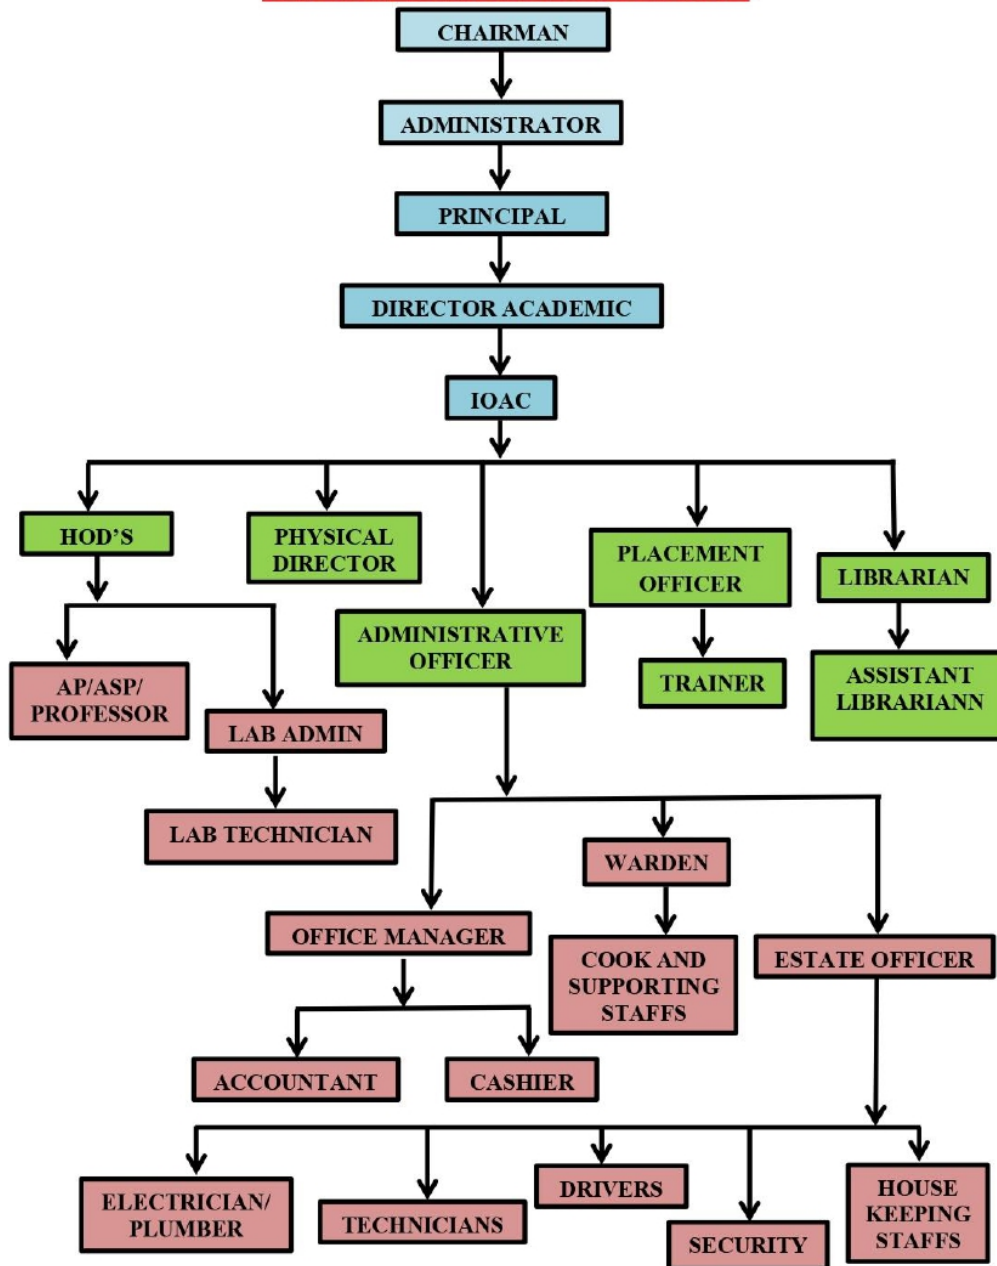 CHAIRMAN
ADMINISTRATOR
PRINCIPAL
DIRECTOR ACADEMIC
IOAC
HOD'S
PHYSICAL
DIRECTOR
PLACEMENT
OFFICER
LIBRARIAN
ADMINISTRATIVE
OFFICER
TRAINER
ASSISTANT
LIBRARIANN
AP/ASP/
PROFESSOR
LAB ADMIN
LAB TECHNICIAN
WARDEN
OFFICE MANAGER
COOK AND
SUPPORTING
STAFFS
ESTATE OFFICER
ACCOUNTANT
CASHIER
ELECTRICIAN/
PLUMBER
TECHNICIANS
DRIVERS
SECURITY
HOUSE
KEEPING
STAFFS